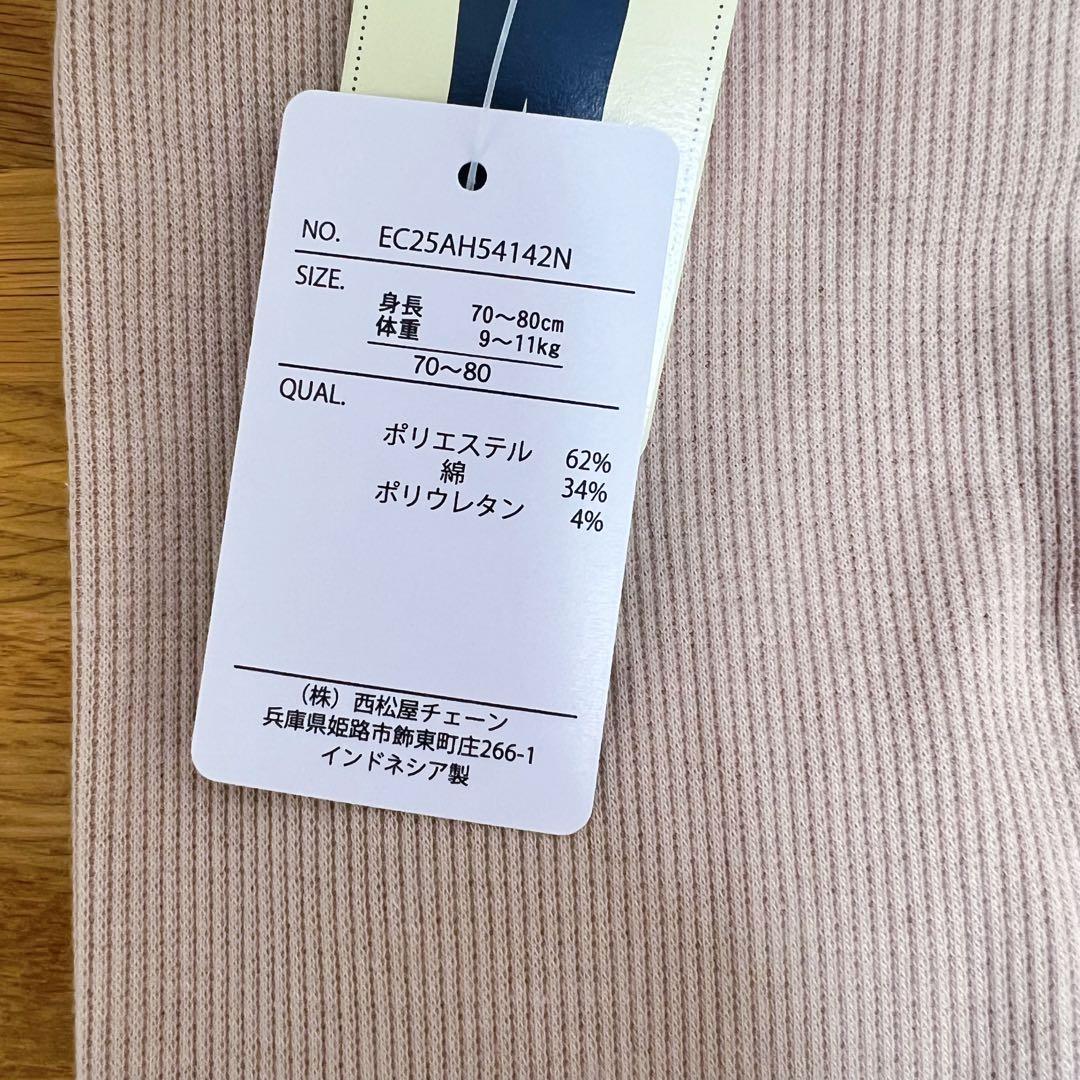 NO. EC25AH54142N
SIZE.
身長 70〜80cm
体重 9〜11kg
70〜80
QUAL.
ポリエステル 62%
綿 34%
ポリウレタン 4%
（株）西松屋チェーン
兵庫県姫路市飾東町庄266-1
インドネシア製